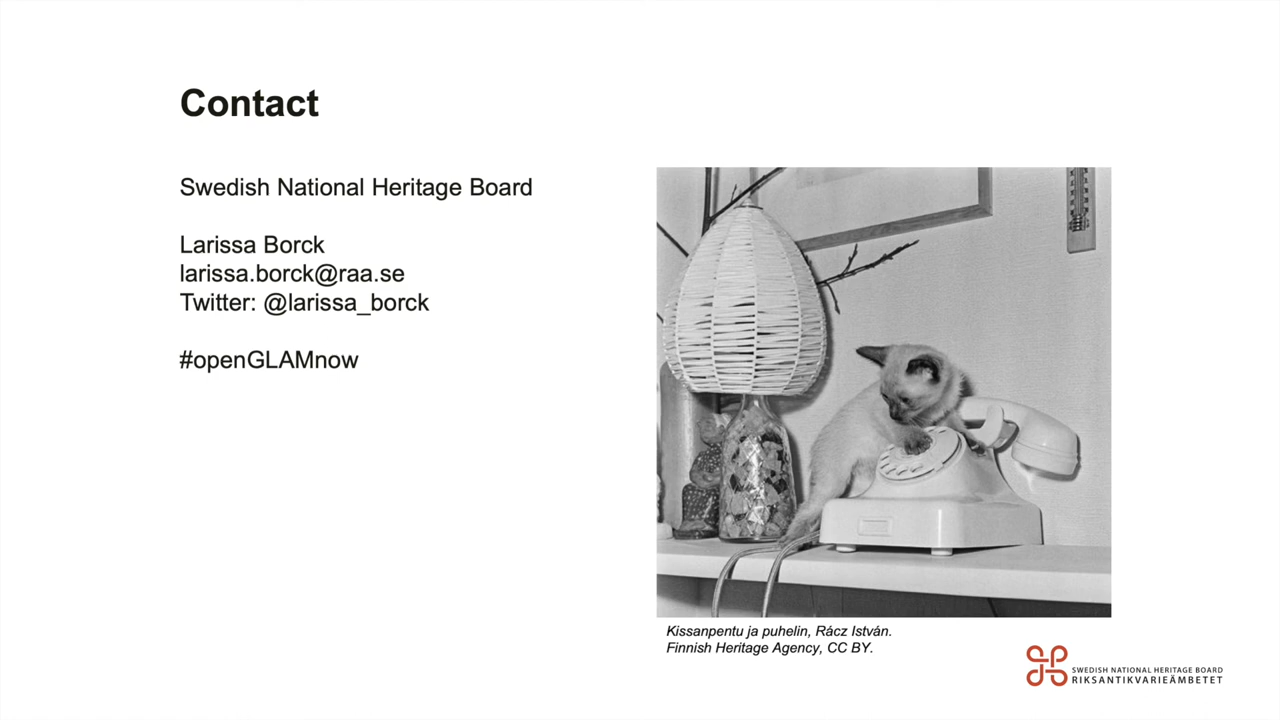 Contact
Swedish National Heritage Board
Larissa Borck
larissa.borck@raa.se
Twitter: @larissa_borck
#openGLAMnow
Kissanpentu ja puhelin, Rácz István.
Finnish Heritage Agency, CC BY.
SWEDISH NATIONAL HERITAGE BOARD
RIKSANTIKVARIEÄMBETET